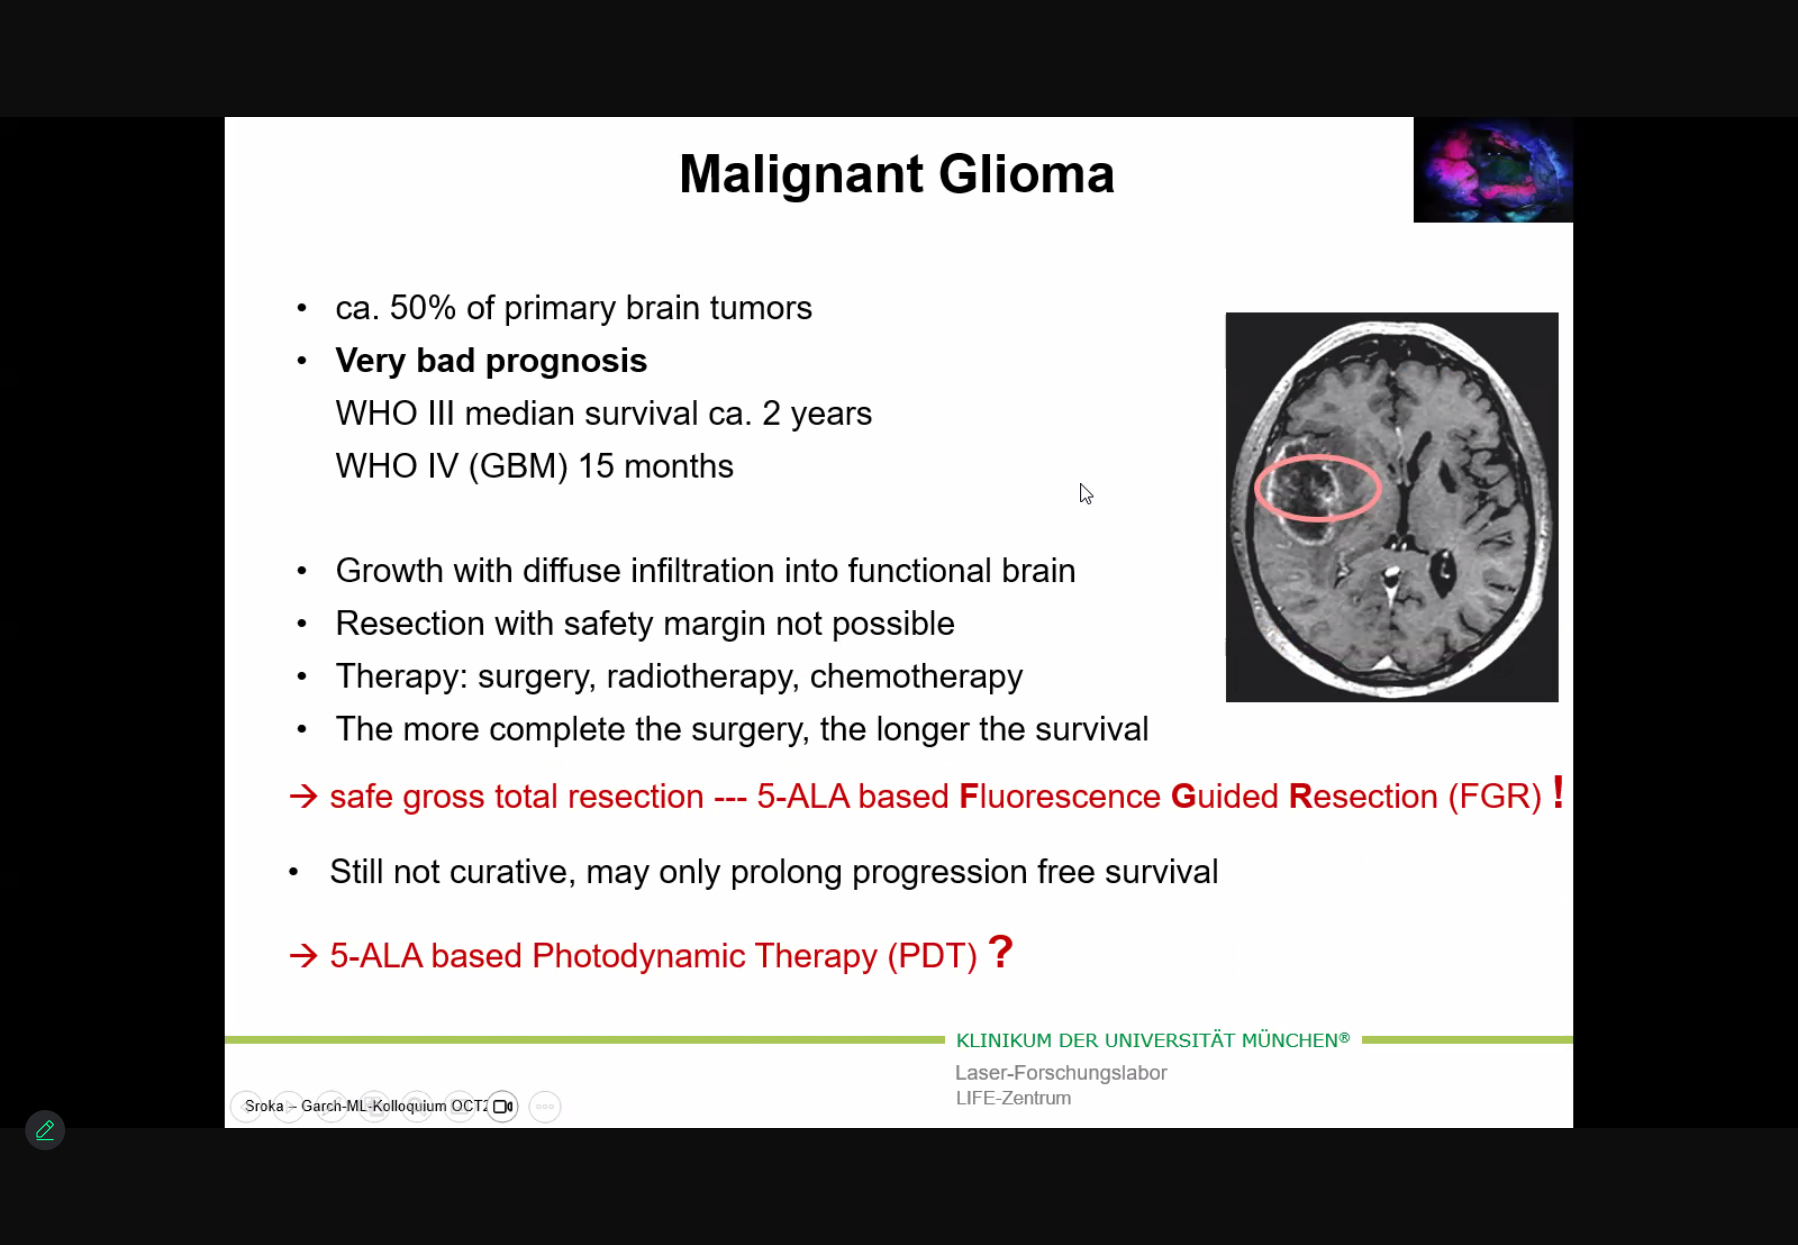 Malignant Glioma
• ca. 50% of primary brain tumors
• Very bad prognosis
WHO III median survival ca. 2 years
WHO IV (GBM) 15 months
• Growth with diffuse infiltration into functional brain
• Resection with safety margin not possible
• Therapy: surgery, radiotherapy, chemotherapy
• The more complete the surgery, the longer the survival
→ safe gross total resection --- 5-ALA based Fluorescence Guided Resection (FGR) !
• Still not curative, may only prolong progression free survival
→ 5-ALA based Photodynamic Therapy (PDT) ?
KLINIKUM DER UNIVERSITÄT MÜNCHEN®
Laser-Forschungslabor
LIFE-Zentrum
Sroka – Garch-ML-Kolloquium